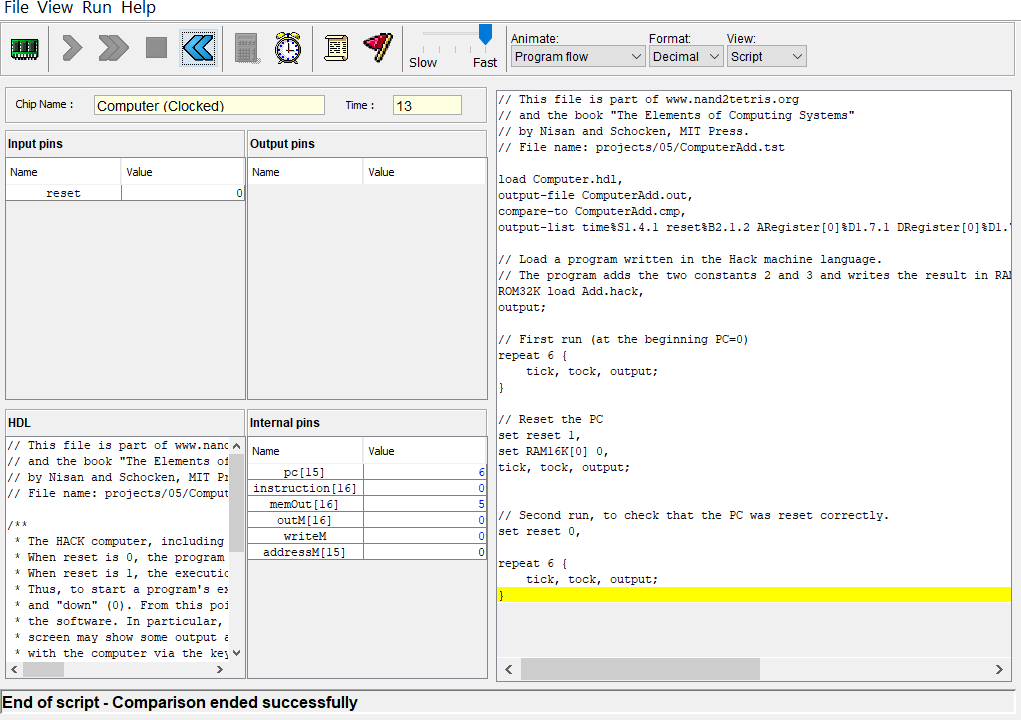 File View Run Help
Slow Fast
Animate:
Program flow
Format:
Decimal
View:
Script
Chip Name :
Computer (Clocked)
Time :
13
Input pins
Name Value
reset 0
Output pins
Name Value
HDL
// This file is part of www.nand
// and the book "The Elements of
// by Nisan and Schocken, MIT Pr
// File name: projects/05/Comput
/**
* The HACK computer, including
* When reset is 0, the program
* When reset is 1, the executio
* Thus, to start a program's ex
* and "down" (0). From this poi
* the software. In particular,
* screen may show some output a
* with the computer via the key
Internal pins
Name Value
pc[15] 6
instruction[16] 0
memOut[16] 5
outM[16] 0
writeM 0
addressM[15] 0
// This file is part of www.nand2tetris.org
// and the book "The Elements of Computing Systems"
// by Nisan and Schocken, MIT Press.
// File name: projects/05/ComputerAdd.tst
load Computer.hdl,
output-file ComputerAdd.out,
compare-to ComputerAdd.cmp,
output-list time%S1.4.1 reset%B2.1.2 ARegister[0]%D1.7.1 DRegister[0]%D1.7
// Load a program written in the Hack machine language.
// The program adds the two constants 2 and 3 and writes the result in RAM
ROM32K load Add.hack,
output;
// First run (at the beginning PC=0)
repeat 6 {
tick, tock, output;
}
// Reset the PC
set reset 1,
set RAM16K[0] 0,
tick, tock, output;
// Second run, to check that the PC was reset correctly.
set reset 0,
repeat 6 {
tick, tock, output;
}
End of script - Comparison ended successfully